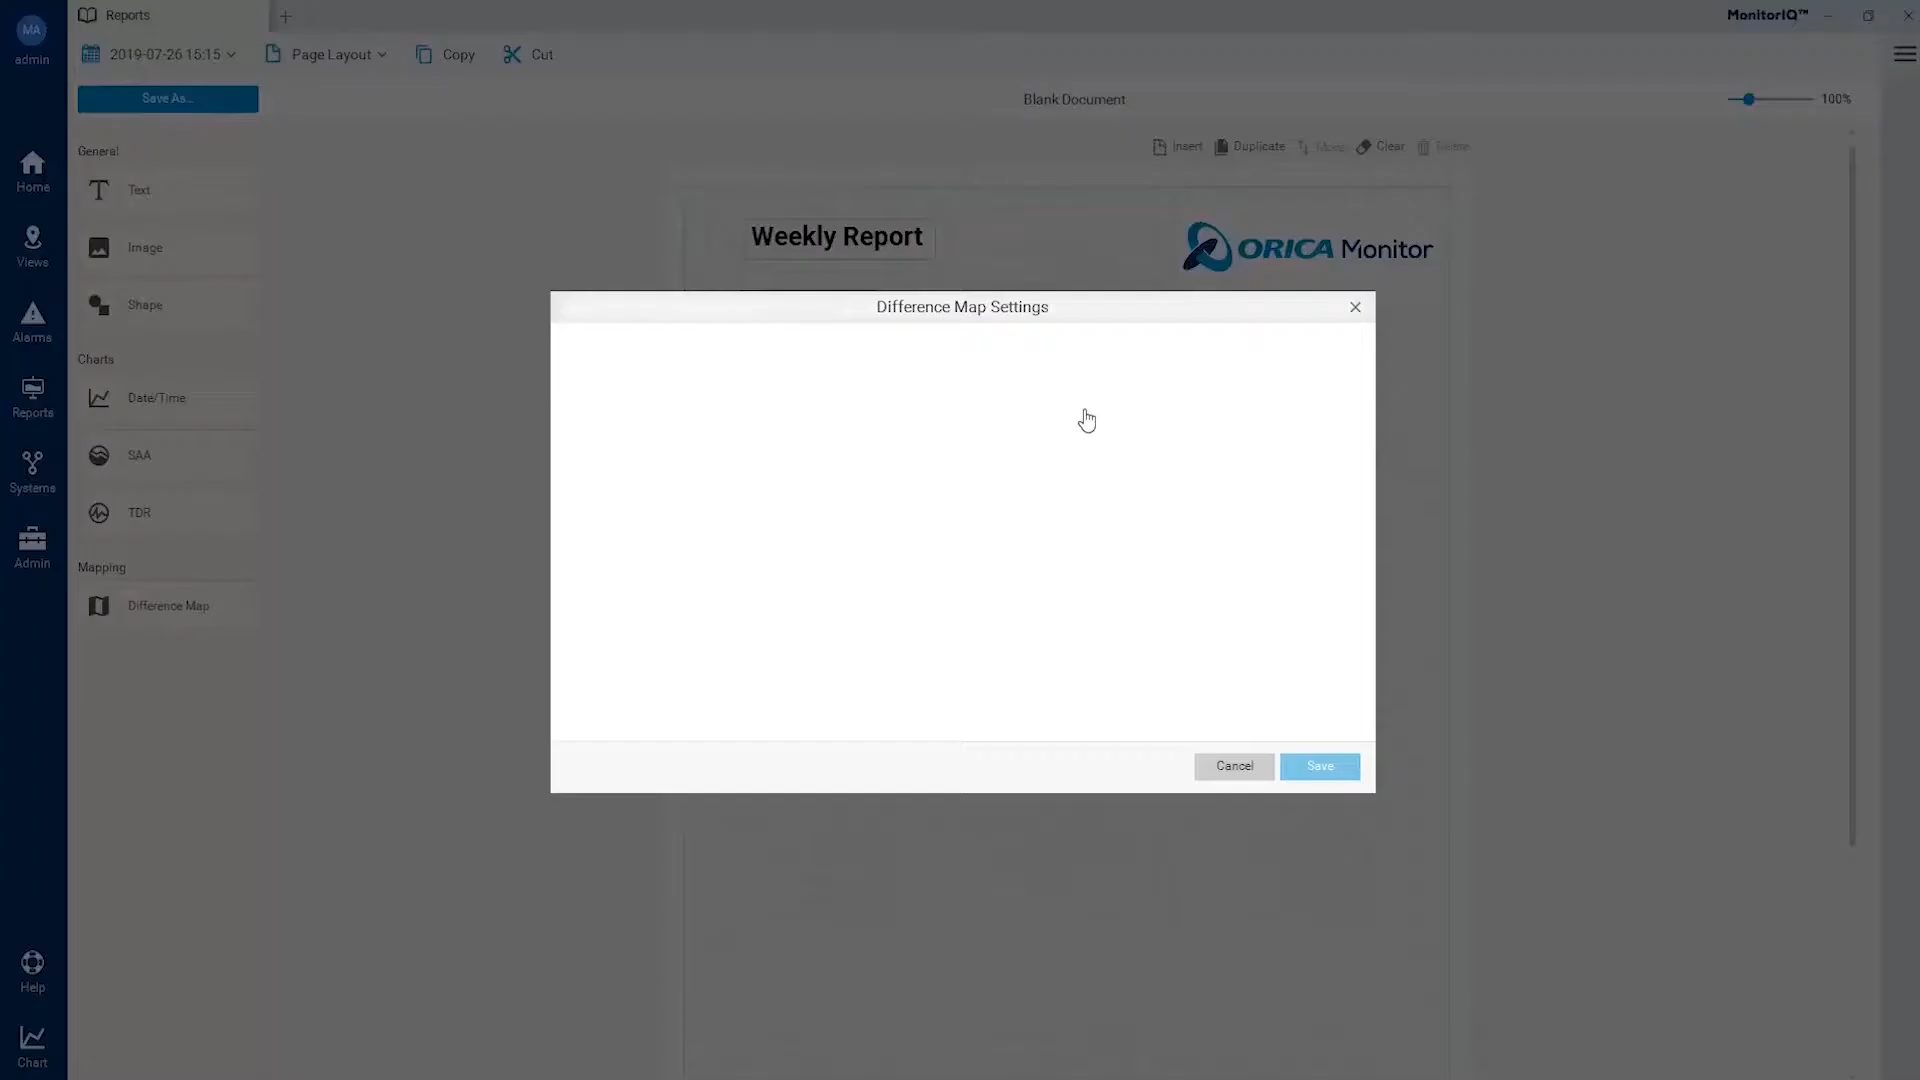 MA
admin
Home
Views
Alarms
Reports
Systems
Admin
Help
Chart
Reports
MonitorIQ™
2019-07-26 15:15
Page Layout
Copy
Cut
Save As...
Blank Document
100%
General
Text
Image
Shape
Charts
Date/Time
SAA
TDR
Mapping
Difference Map
Insert
Duplicate
Move
Clear
Delete
Weekly Report
ORICA Monitor
Difference Map Settings
Cancel
Save